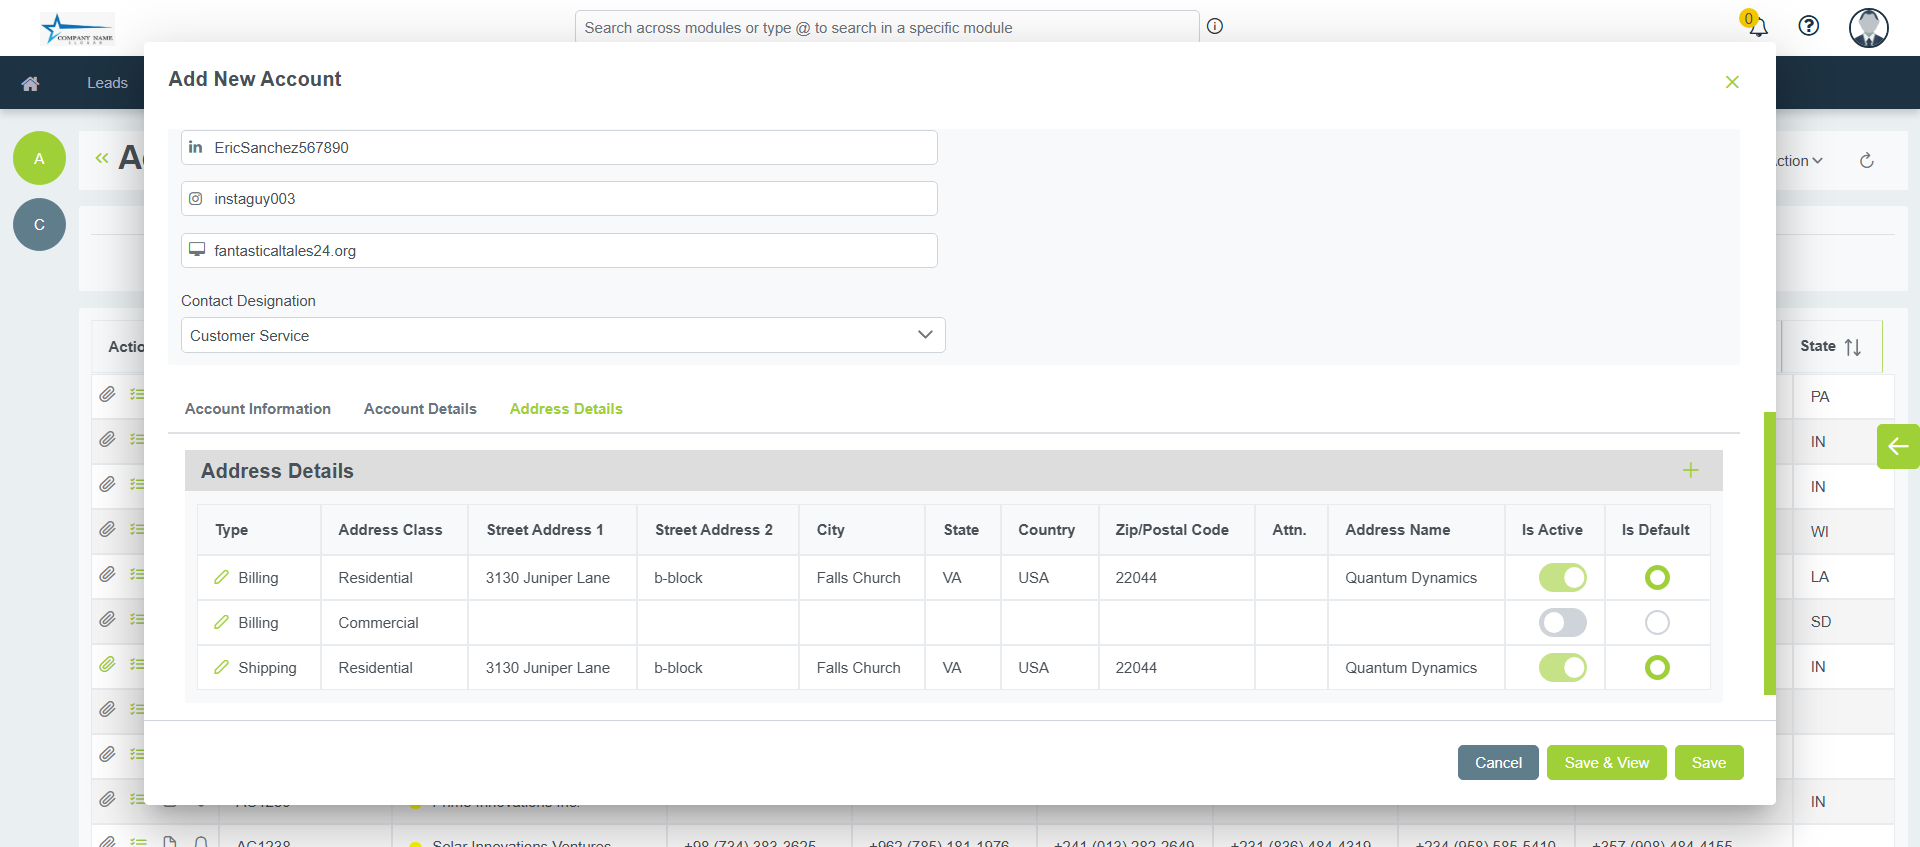 COMPANY NAME
Search across modules or type @ to search in a specific module
0
Leads
Add New Account
A
C
ction
EricSanchez567890
instaguy003
fantasticaltales24.org
Contact Designation
Customer Service
Actio
State
Account Information Account Details Address Details
Address Details
Type Address Class Street Address 1 Street Address 2 City State Country Zip/Postal Code Attn. Address Name Is Active Is Default
Billing Residential 3130 Juniper Lane b-block Falls Church VA USA 22044 Quantum Dynamics
Billing Commercial
Shipping Residential 3130 Juniper Lane b-block Falls Church VA USA 22044 Quantum Dynamics
PA
IN
IN
WI
LA
SD
IN
IN
Cancel Save & View Save
AC1238 Solar Innovations Ventures +98 (734) 383-3625 +962 (785) 181-1976 +241 (013) 282-2649 +231 (836) 484-4319 +234 (958) 585-5410 +357 (908) 484-4155